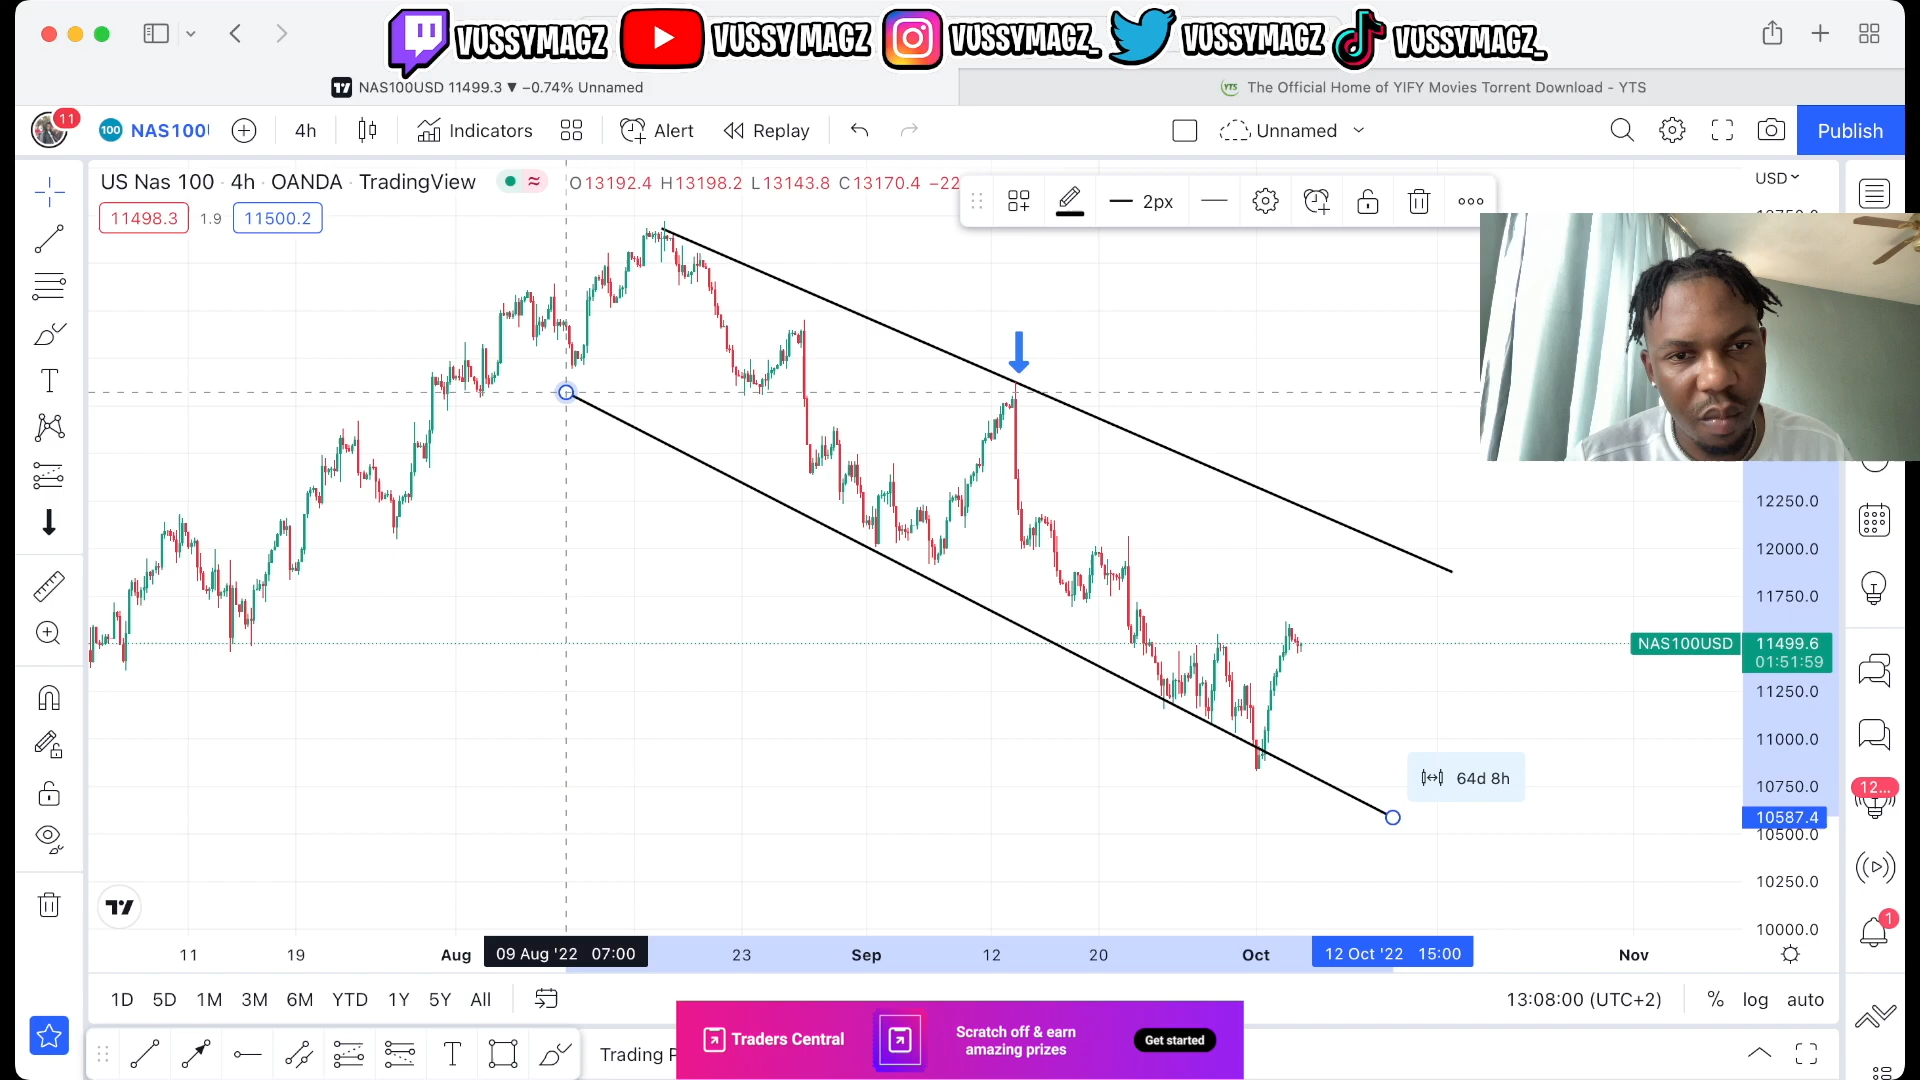 VUSSYMAGZ VUSSY MAGZ VUSSYMAGZ_ VUSSYMAGZ VUSSYMAGZ_
NAS100USD 11499.3 ▼ −0.74% Unnamed
YTS The Official Home of YIFY Movies Torrent Download - YTS
11
100 NAS100 4h Indicators Alert Replay Unnamed Publish
US Nas 100 · 4h · OANDA · TradingView O13192.4 H13198.2 L13143.8 C13170.4 −22
2px
USD
11498.3 1.9 11500.2
12250.0
12000.0
11750.0
NAS100USD 11499.6
01:51:59
11250.0
11000.0
64d 8h
10750.0
12...
10587.4
10500.0
10250.0
1
10000.0
11 19 Aug 09 Aug '22 07:00 23 Sep 12 20 Oct 12 Oct '22 15:00 Nov
1D 5D 1M 3M 6M YTD 1Y 5Y All 13:08:00 (UTC+2) % log auto
Trading P
Traders Central
Scratch off & earn
amazing prizes
Get started